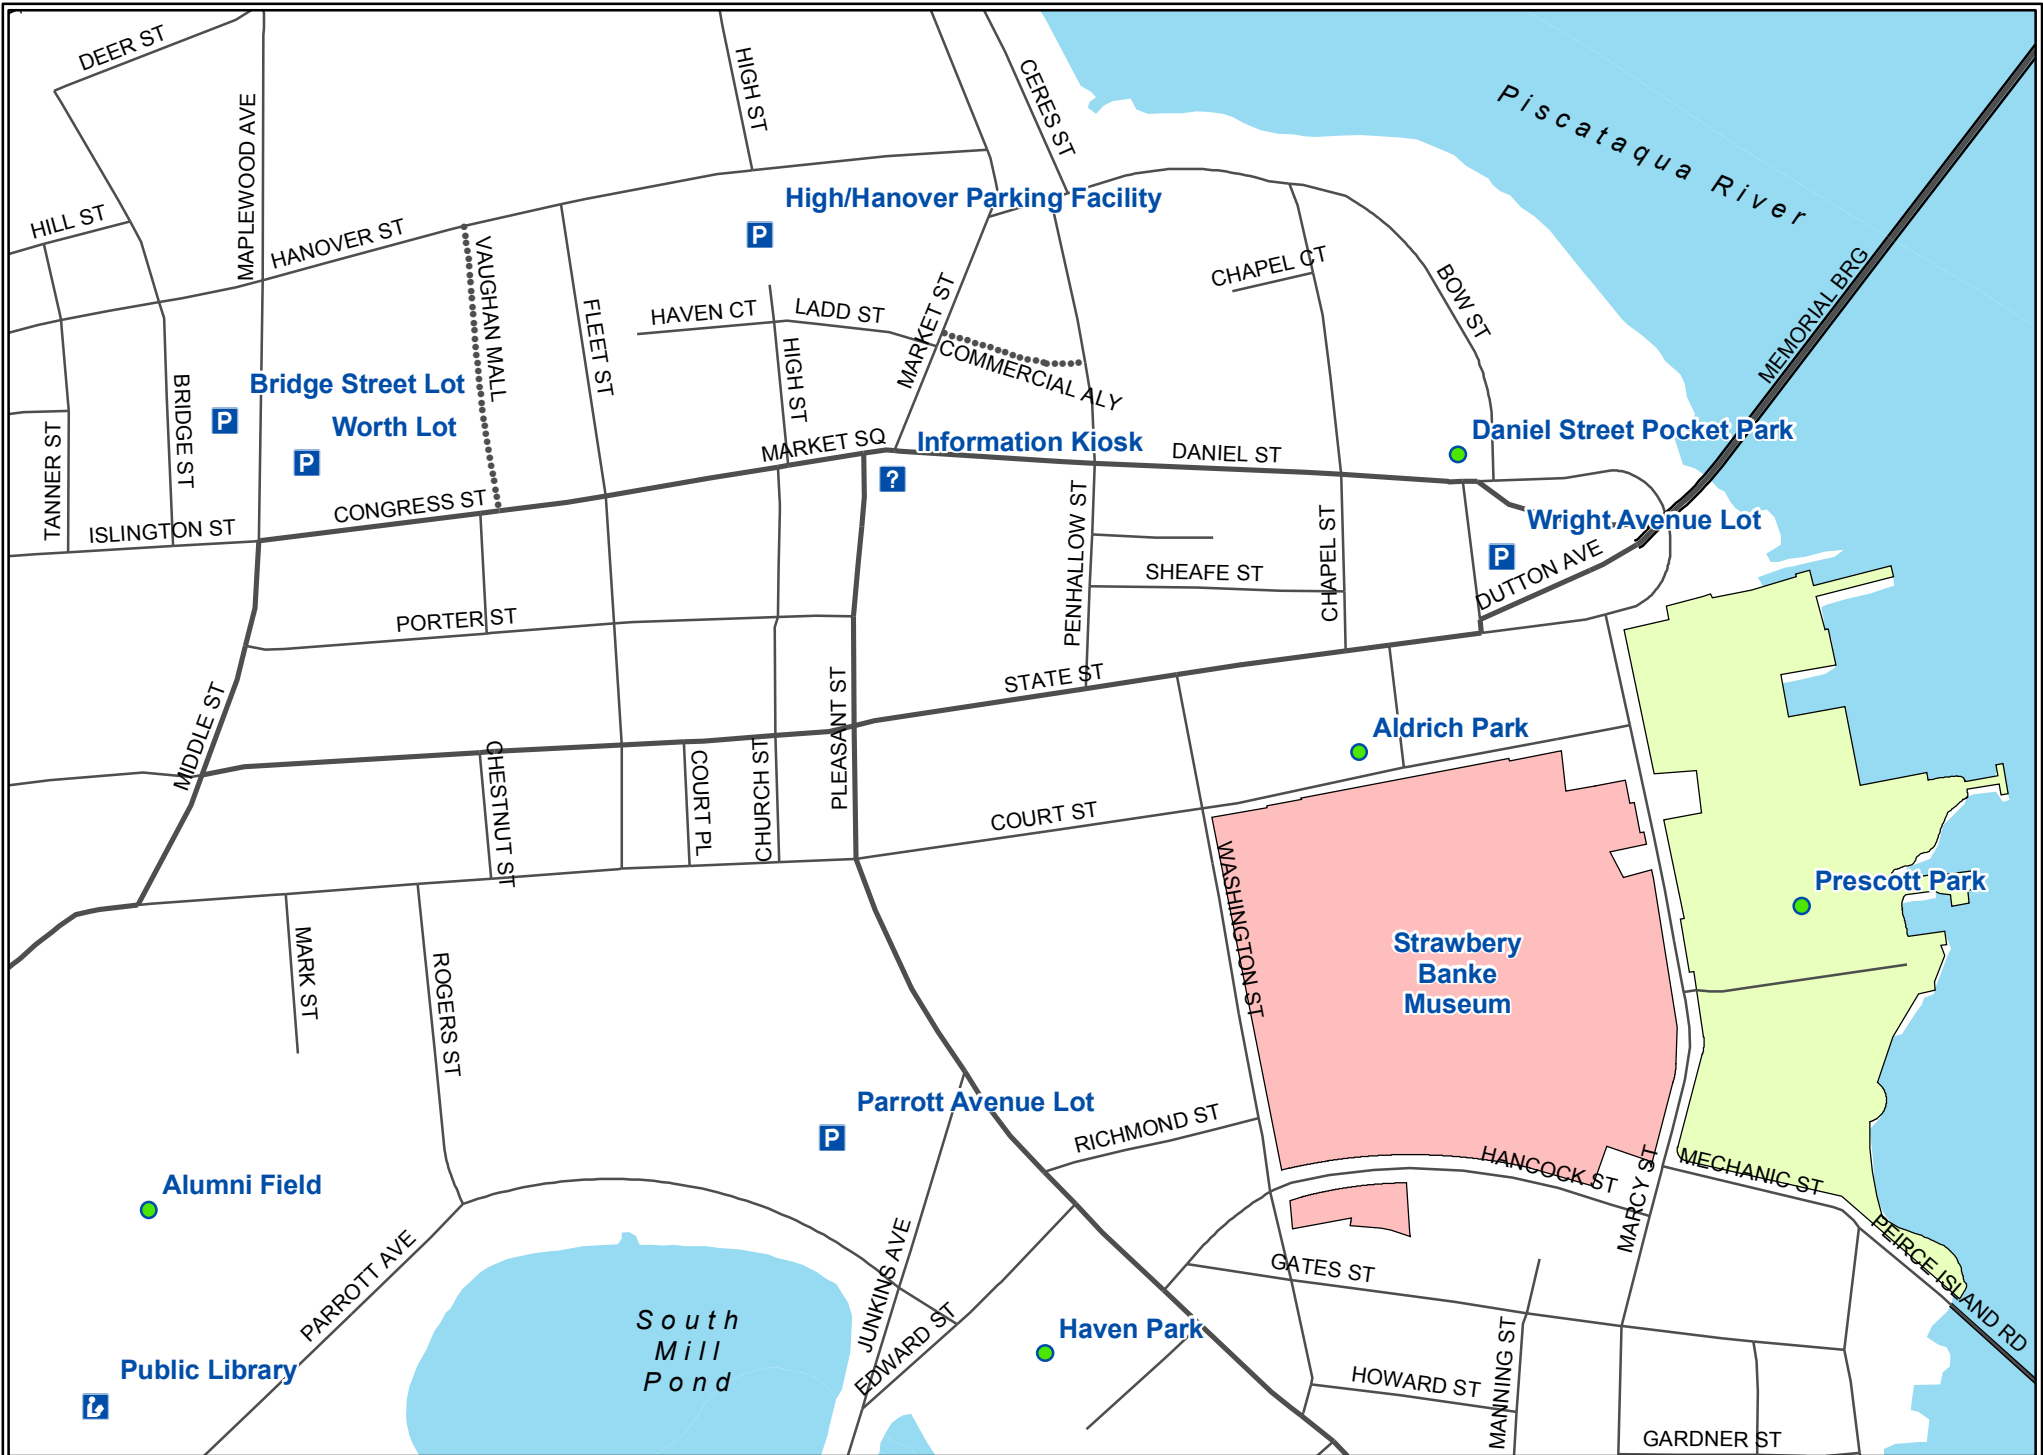 DEER ST
HIGH ST
CERES ST
Piscataqua River
MAPLEWOOD AVE
HILL ST
HANOVER ST
High/Hanover Parking Facility
P
VAUGHAN MALL
FLEET ST
HAVEN CT
LADD ST
MARKET ST
COMMERCIAL ALY
CHAPEL CT
BOW ST
MEMORIAL BRG
HIGH ST
BRIDGE ST
Bridge Street Lot
P
Worth Lot
P
TANNER ST
ISLINGTON ST
CONGRESS ST
MARKET SQ
Information Kiosk
?
DANIEL ST
Daniel Street Pocket Park
Wright Avenue Lot
P
DUTTON AVE
PENHALLOW ST
SHEAFE ST
CHAPEL ST
PORTER ST
STATE ST
MIDDLE ST
CHESTNUT ST
COURT PL
CHURCH ST
PLEASANT ST
COURT ST
Aldrich Park
WASHINGTON ST
Strawbery
Banke
Museum
Prescott Park
MARK ST
ROGERS ST
Parrott Avenue Lot
P
RICHMOND ST
HANCOCK ST
MARCY ST
MECHANIC ST
PEIRCE ISLAND RD
Alumni Field
PARROTT AVE
JUNKINS AVE
EDWARD ST
South
Mill
Pond
Haven Park
GATES ST
MANNING ST
HOWARD ST
GARDNER ST
Public Library